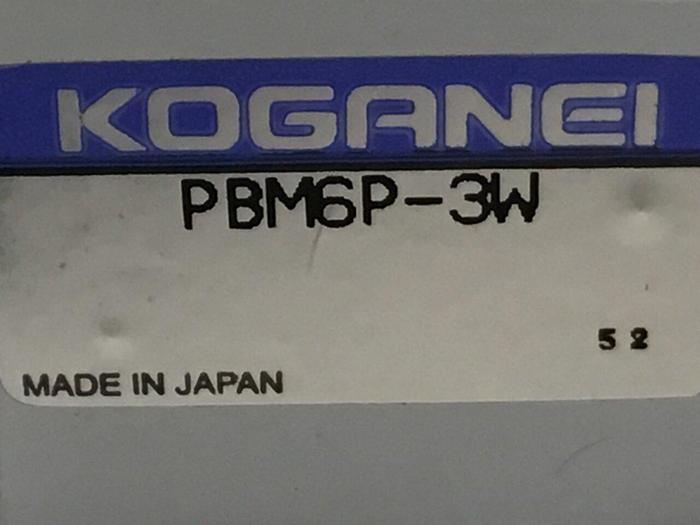 KOGANEI
PBM6P-3W
52
MADE IN JAPAN